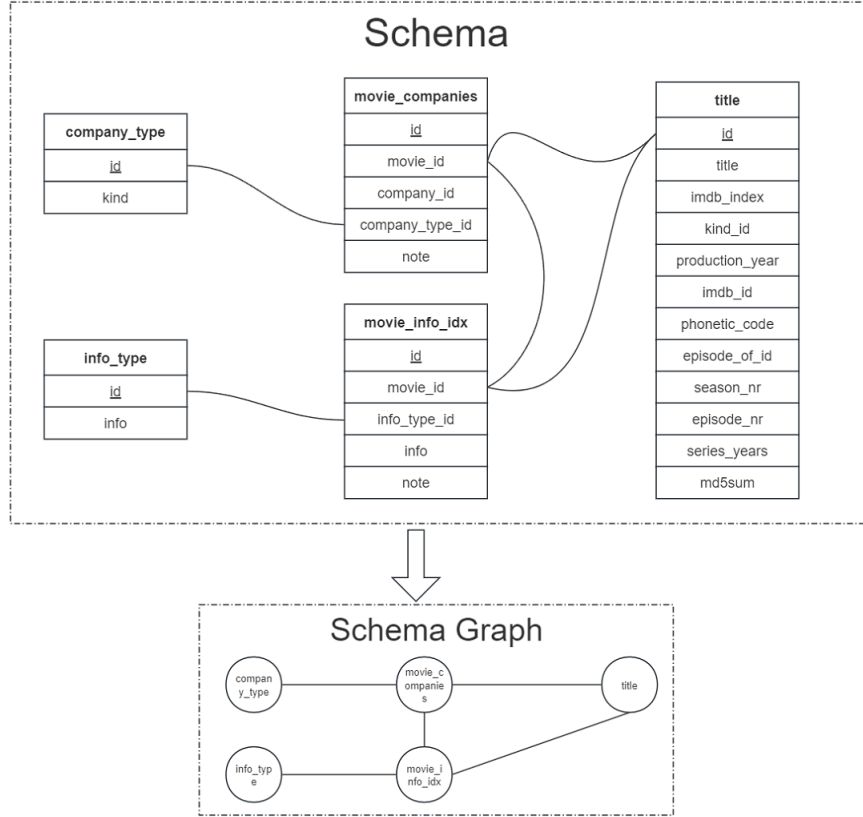 Schema
company_type
id
kind
movie_companies
id
movie_id
company_id
company_type_id
note
title
id
title
imdb_index
kind_id
production_year
imdb_id
phonetic_code
episode_of_id
season_nr
episode_nr
series_years
md5sum
info_type
id
info
movie_info_idx
id
movie_id
info_type_id
info
note
Schema Graph
compan
y_type
movie_c
ompanie
s
title
info_typ
e
movie_i
nfo_idx